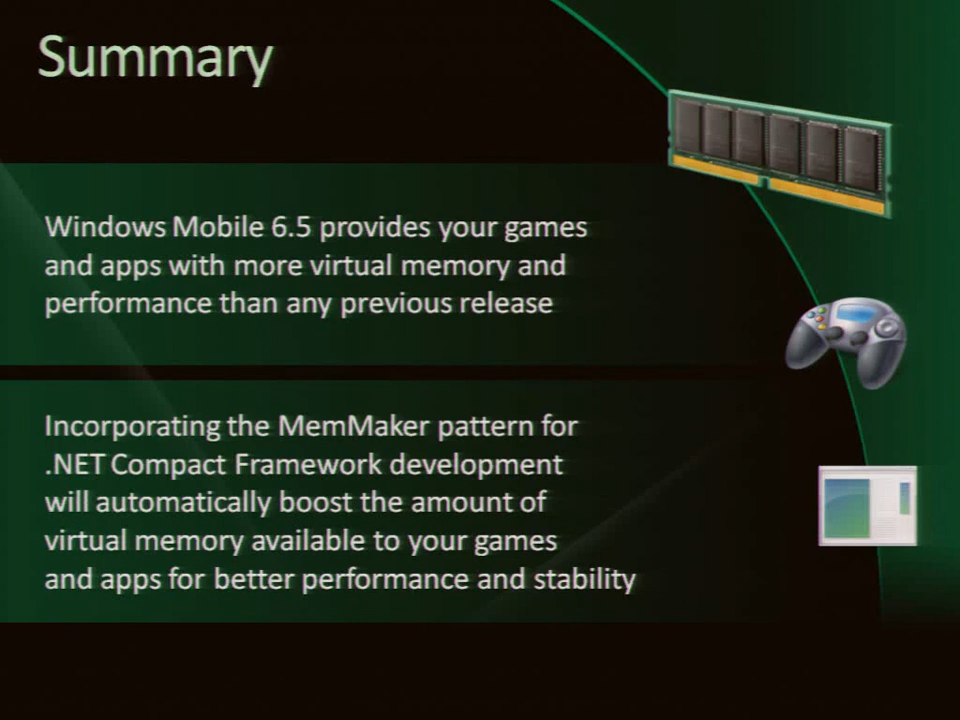 Summary
Windows Mobile 6.5 provides your games
and apps with more virtual memory and
performance than any previous release
Incorporating the MemMaker pattern for
.NET Compact Framework development
will automatically boost the amount of
virtual memory available to your games
and apps for better performance and stability